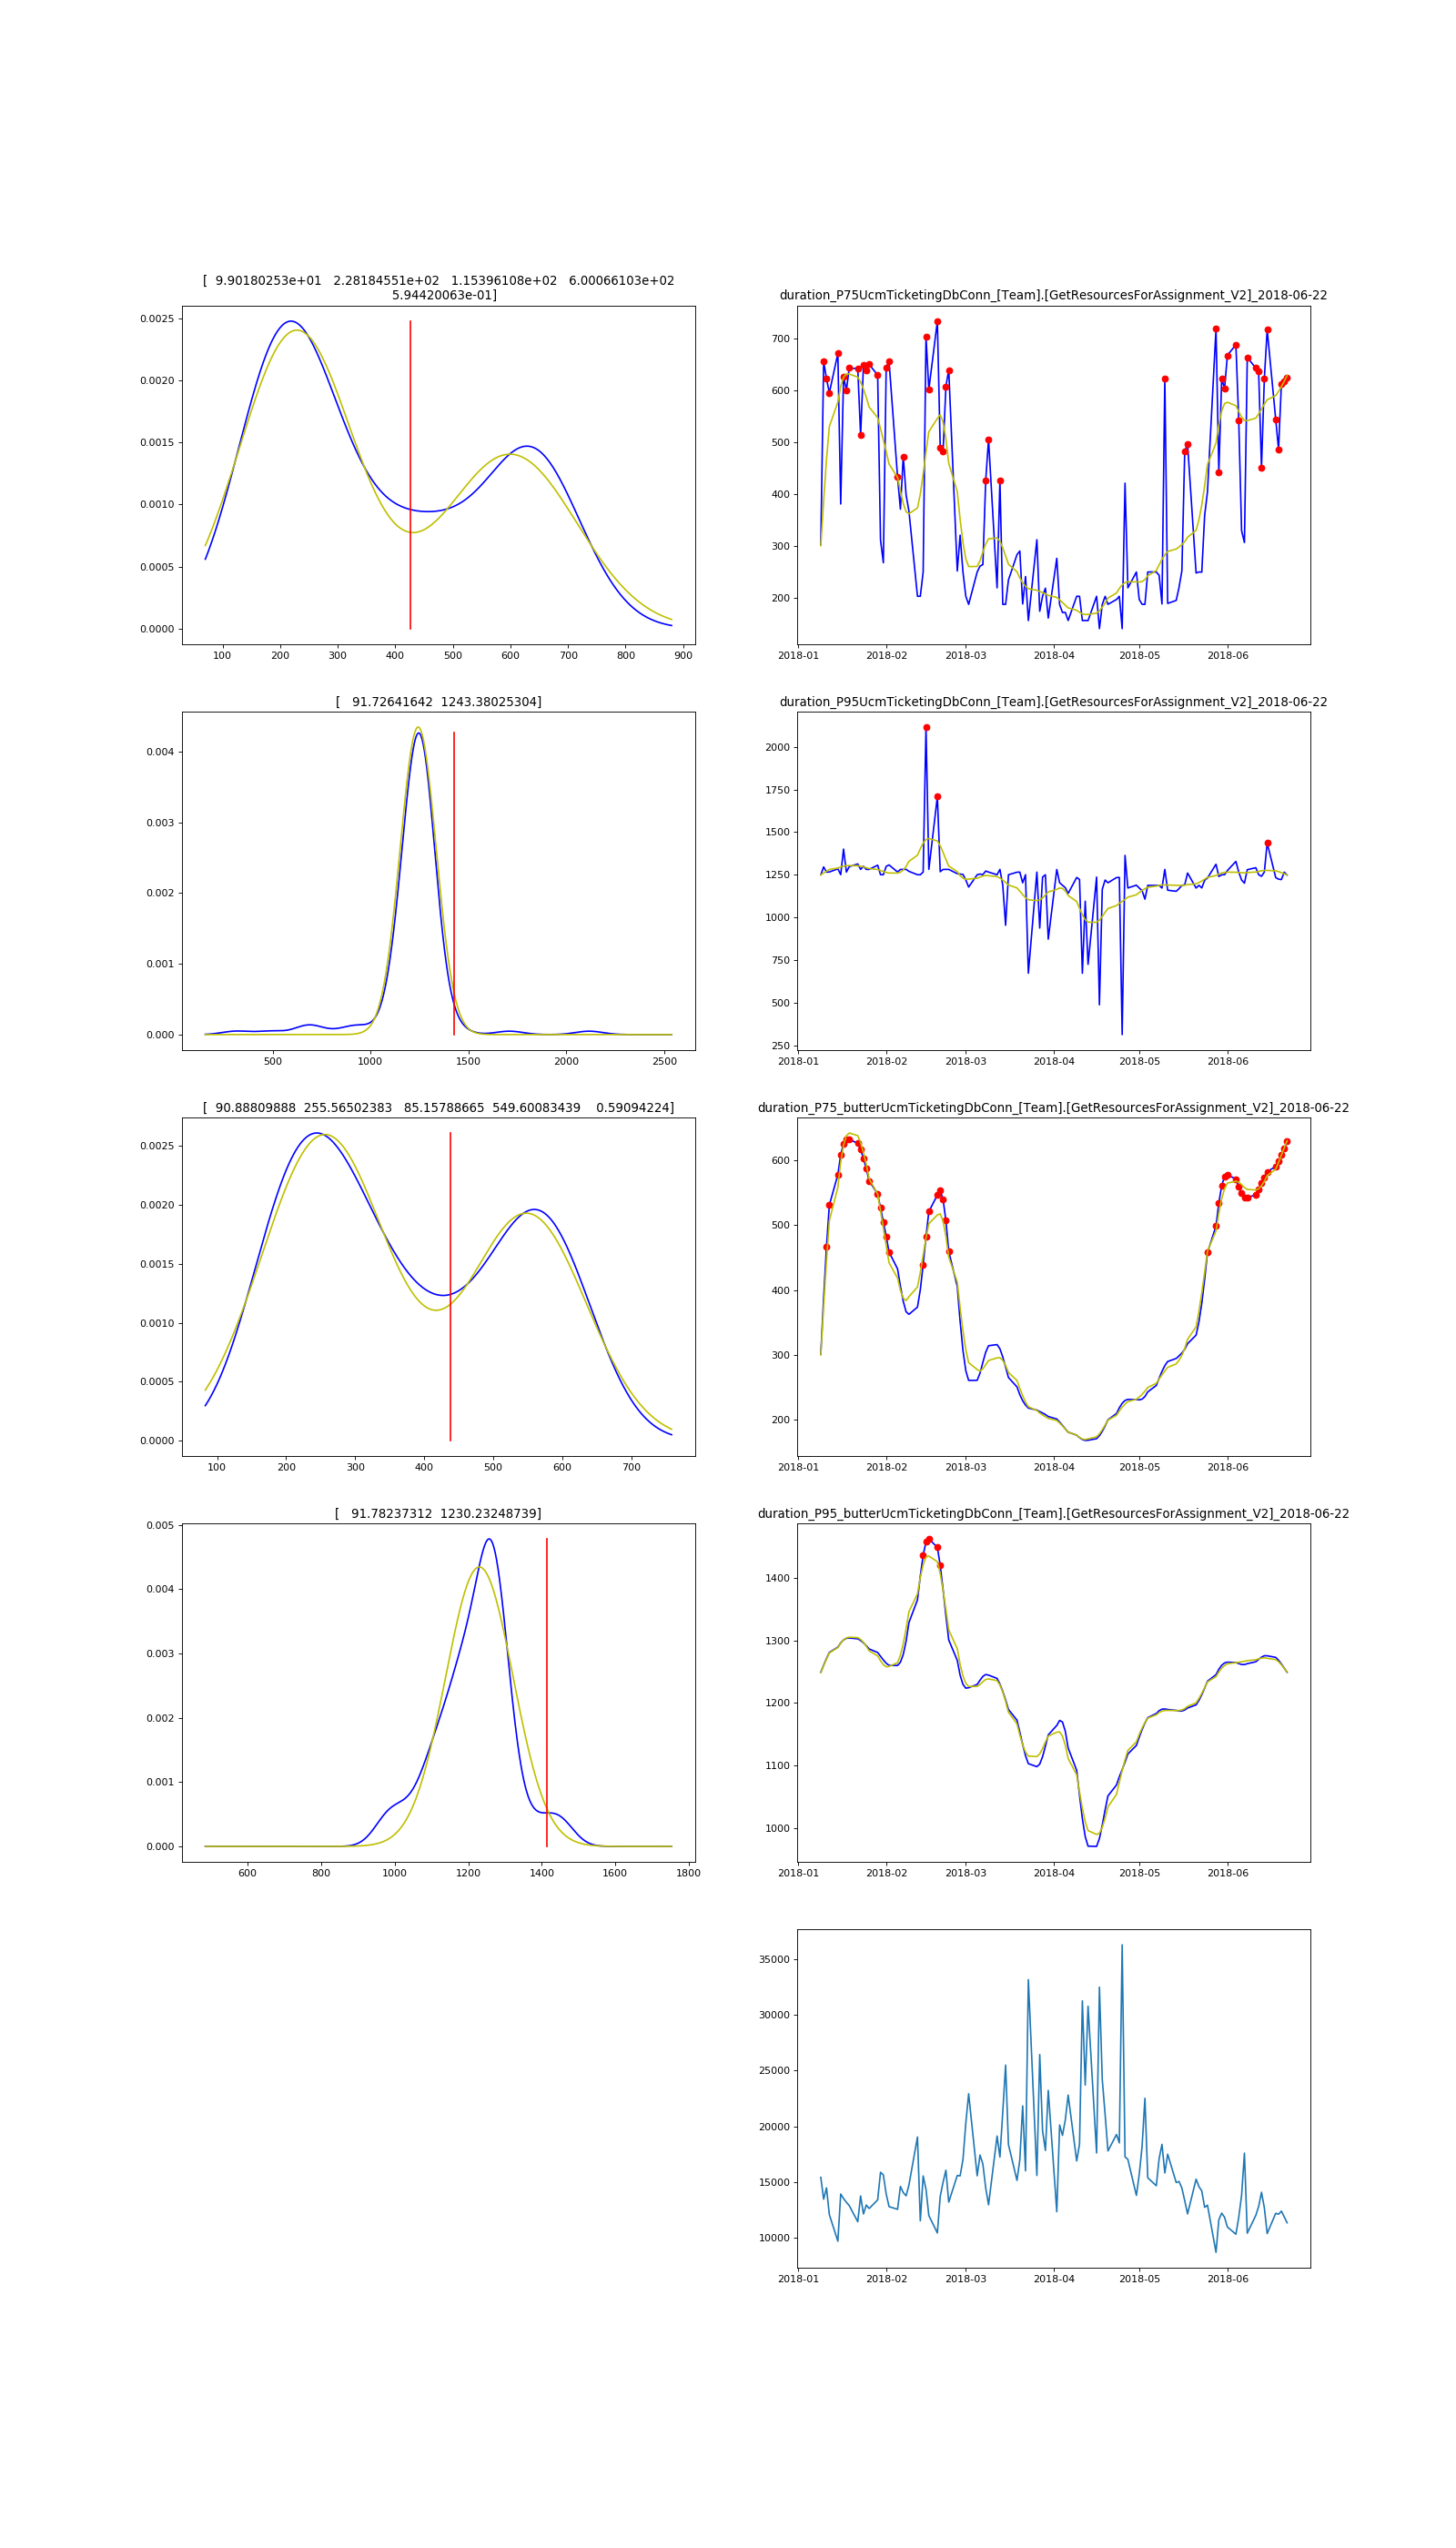 [  9.90180253e+01   2.28184551e+02   1.15396108e+02   6.00066103e+02
5.94420063e-01]
0.0025
0.0020
0.0015
0.0010
0.0005
0.0000
100 200 300 400 500 600 700 800 900
duration_P75UcmTicketingDbConn_[Team].[GetResourcesForAssignment_V2]_2018-06-22
700
600
500
400
300
200
2018-01 2018-02 2018-03 2018-04 2018-05 2018-06
[   91.72641642  1243.38025304]
0.004
0.003
0.002
0.001
0.000
500 1000 1500 2000 2500
duration_P95UcmTicketingDbConn_[Team].[GetResourcesForAssignment_V2]_2018-06-22
2000
1750
1500
1250
1000
750
500
250
2018-01 2018-02 2018-03 2018-04 2018-05 2018-06
[  90.88809888  255.56502383   85.15788665  549.60083439    0.59094224]
0.0025
0.0020
0.0015
0.0010
0.0005
0.0000
100 200 300 400 500 600 700
duration_P75_butterUcmTicketingDbConn_[Team].[GetResourcesForAssignment_V2]_2018-06-22
600
500
400
300
200
2018-01 2018-02 2018-03 2018-04 2018-05 2018-06
[   91.78237312  1230.23248739]
0.005
0.004
0.003
0.002
0.001
0.000
600 800 1000 1200 1400 1600 1800
duration_P95_butterUcmTicketingDbConn_[Team].[GetResourcesForAssignment_V2]_2018-06-22
1400
1300
1200
1100
1000
2018-01 2018-02 2018-03 2018-04 2018-05 2018-06
35000
30000
25000
20000
15000
10000
2018-01 2018-02 2018-03 2018-04 2018-05 2018-06